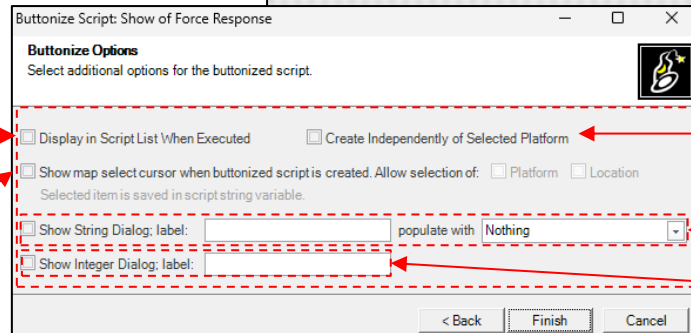 Buttonize Script: Show of Force Response
Buttonize Options
Select additional options for the buttonized script.
Display in Script List When Executed Create Independently of Selected Platform
Show map select cursor when buttonized script is created. Allow selection of: Platform Location
Selected item is saved in script string variable.
Show String Dialog; label: populate with Nothing
Show Integer Dialog; label:
< Back Finish Cancel